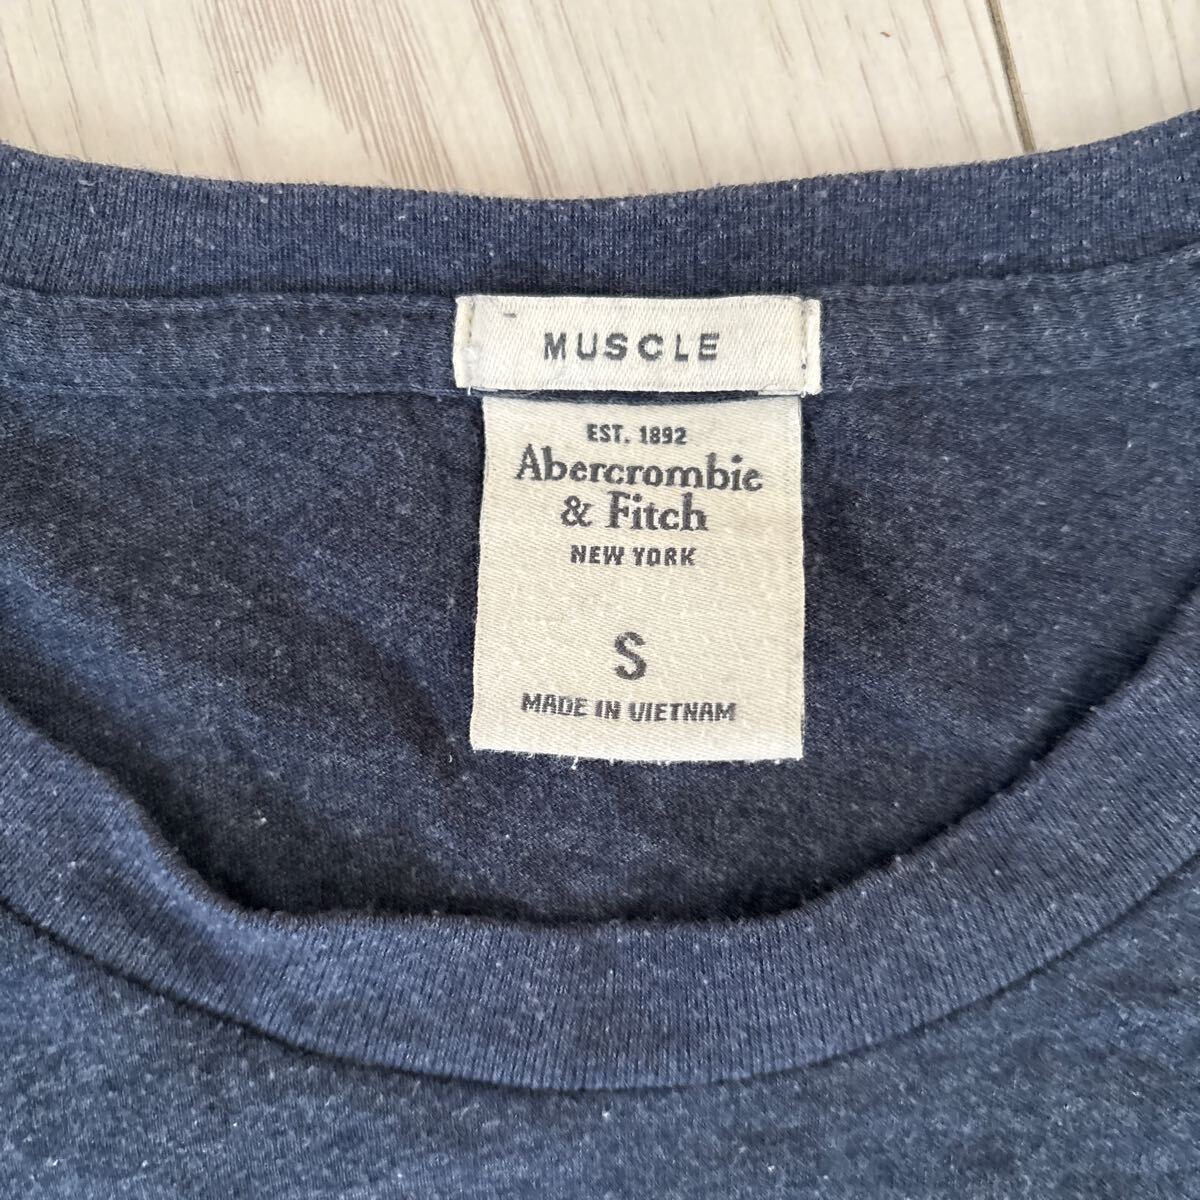 MUSCLE
EST. 1892
Abercrombie
& Fitch
NEW YORK
S
MADE IN VIETNAM